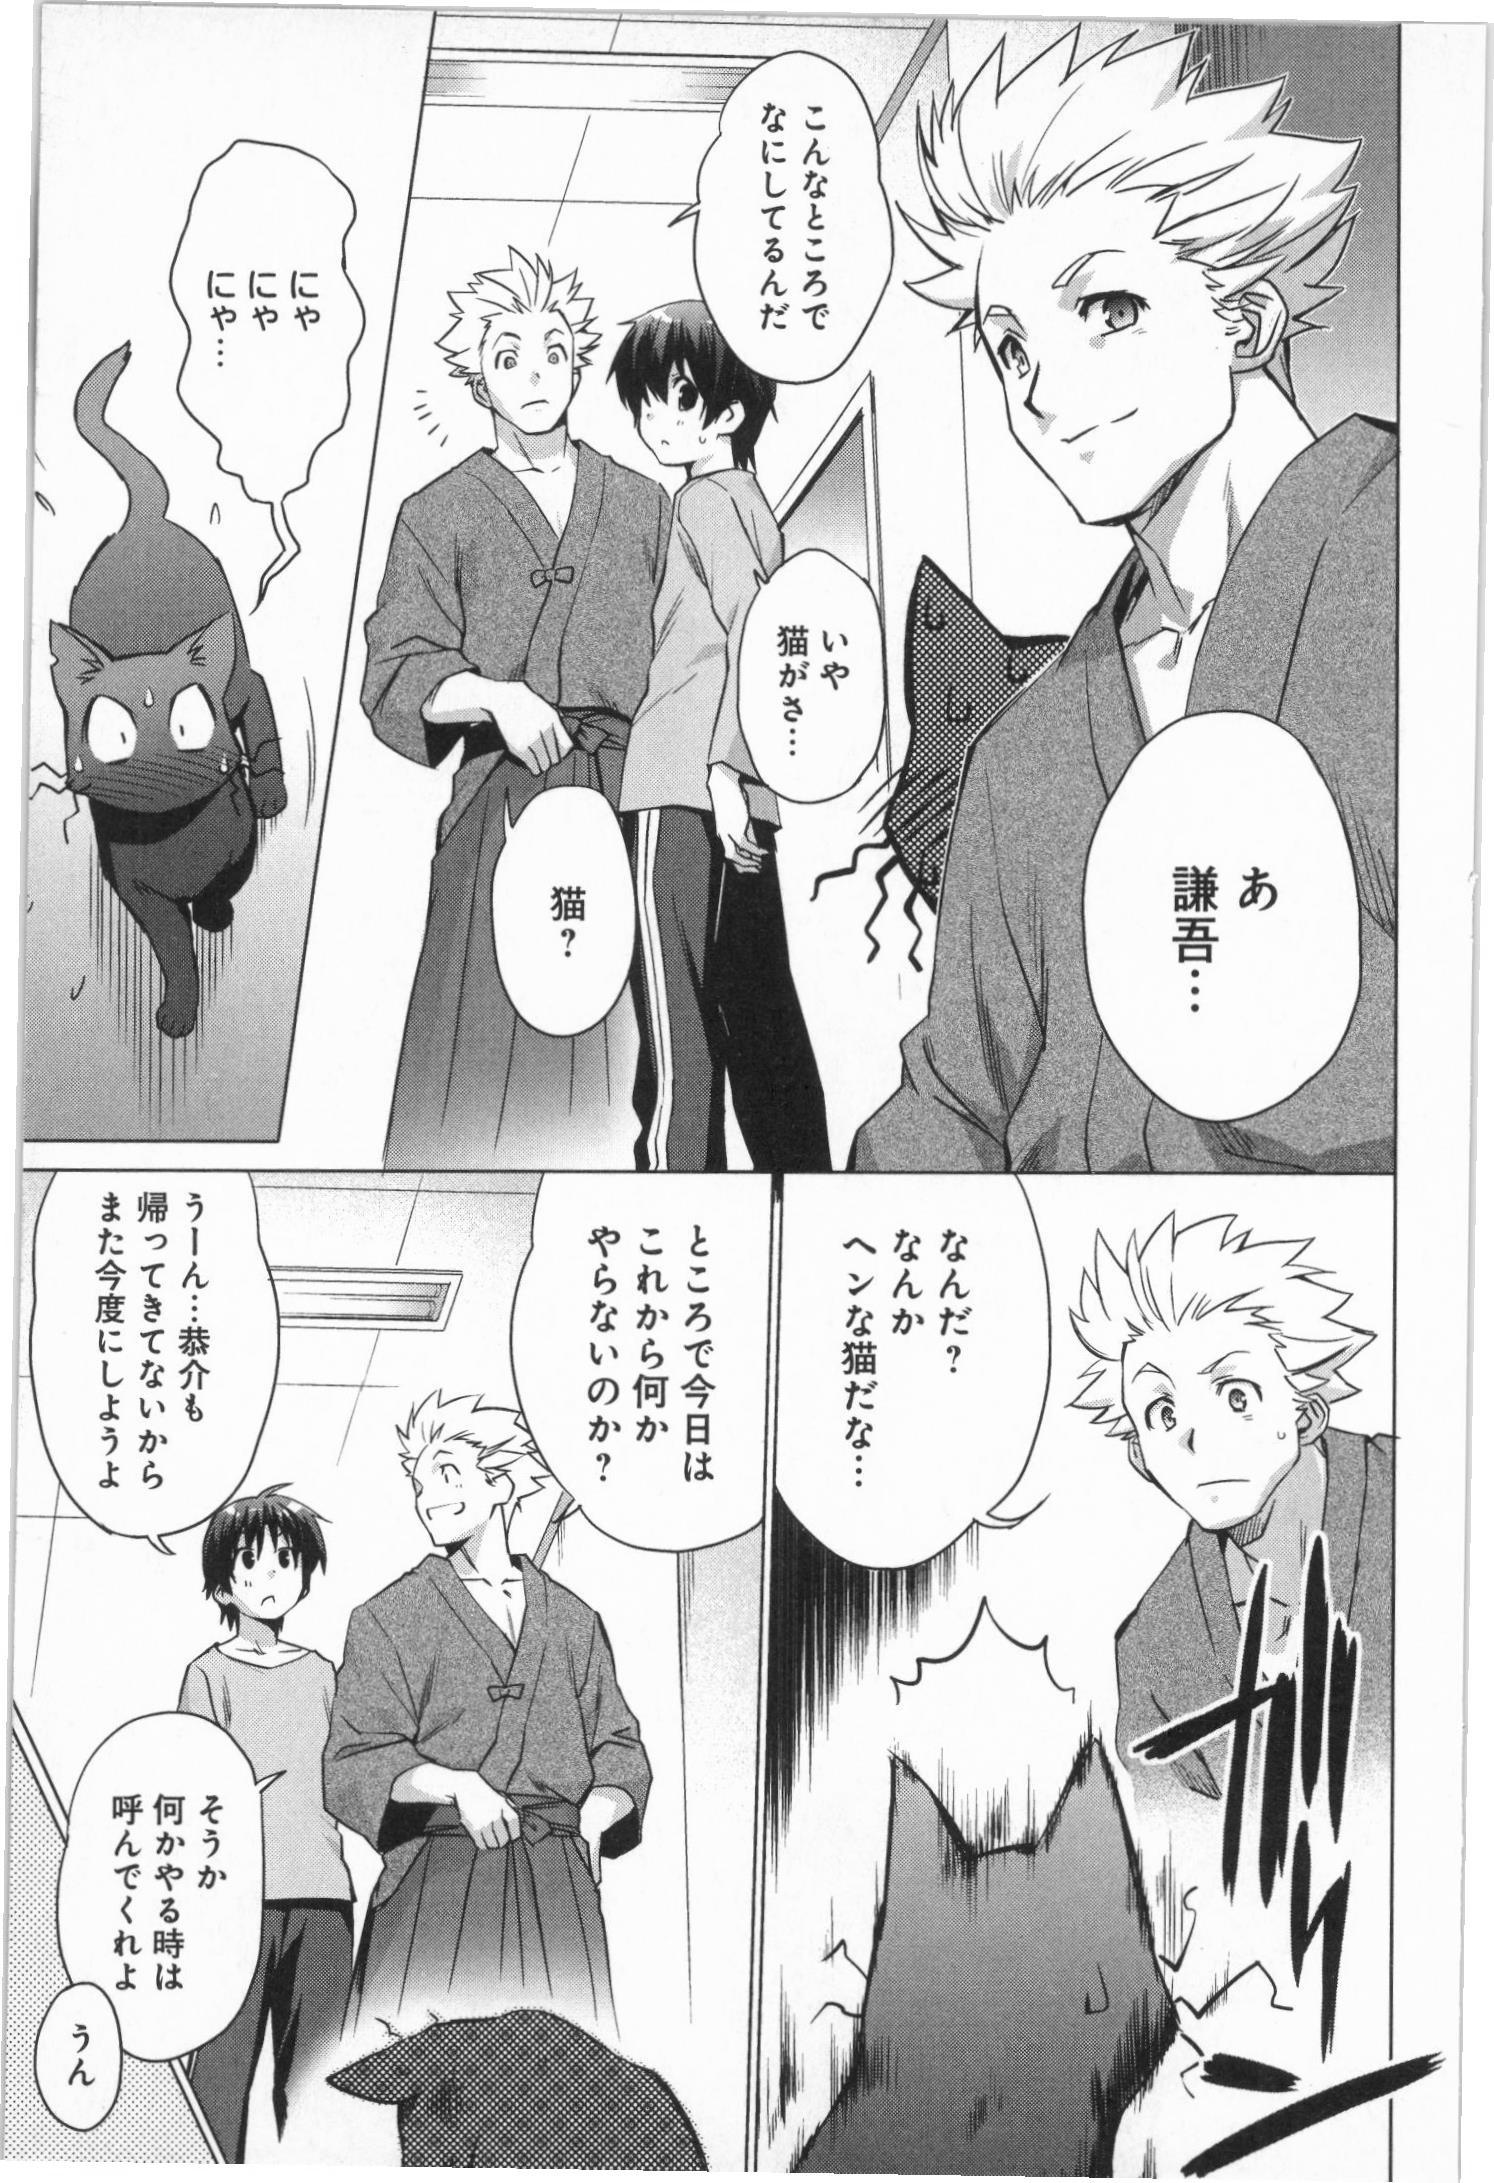 こんなところで
なにしてるんだ
あ
謙吾…
いや
猫がさ…
猫？
にゃ
にゃ
にゃ…
なんだ？
なんか
ヘンな猫だな…
ガガーン
ところで今日は
これから何か
やらないのか？
うーん…恭介も
帰ってきてないから
また今度にしようよ
そうか
何かやる時は
呼んでくれよ
うん